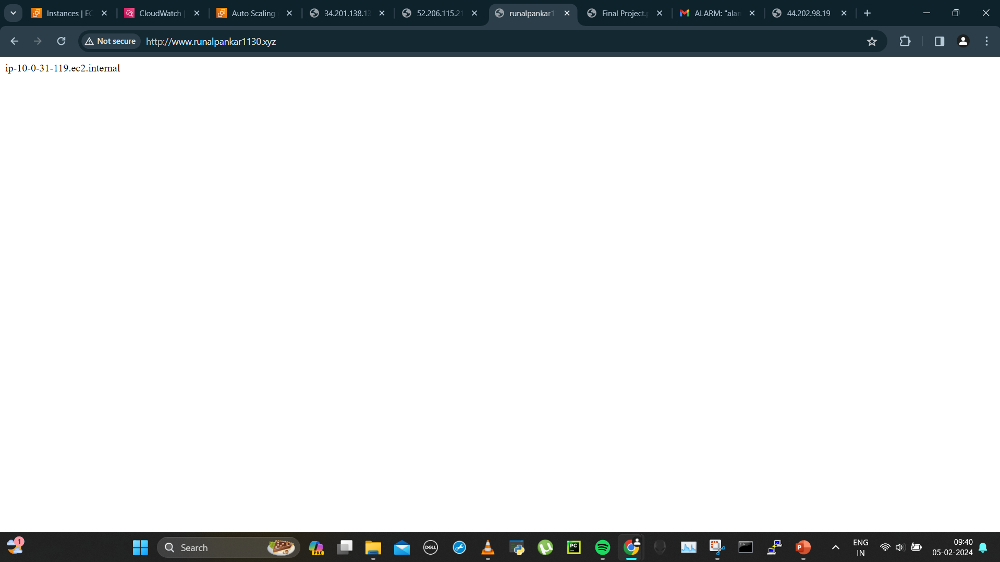 Instances | EC
CloudWatch |
Auto Scaling
34.201.138.13
52.206.115.21
runalpankar1
Final Project.
ALARM: "alar
44.202.98.19
Not secure
http://www.runalpankar1130.xyz
ip-10-0-31-119.ec2.internal
1
Search
PRE
DELL
PC
P
ENG
IN
09:40
05-02-2024